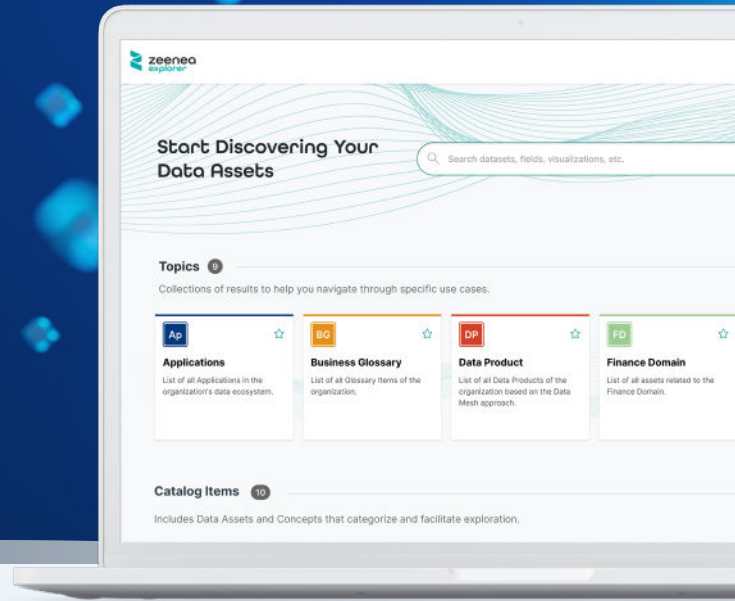 zeenea
explorer
Start Discovering Your
Data Assets
Search datasets, fields, visualizations, etc.
Topics 9
Collections of results to help you navigate through specific use cases.
Ap
Applications
List of all Applications in the
organization's data ecosystem.
BG
Business Glossary
List of all Glossary Items of the
organization.
DP
Data Product
List of all Data Products of the
organization based on the Data
Mesh approach.
FD
Finance Domain
List of all assets related to the
Finance Domain.
Catalog Items 10
Includes Data Assets and Concepts that categorize and facilitate exploration.